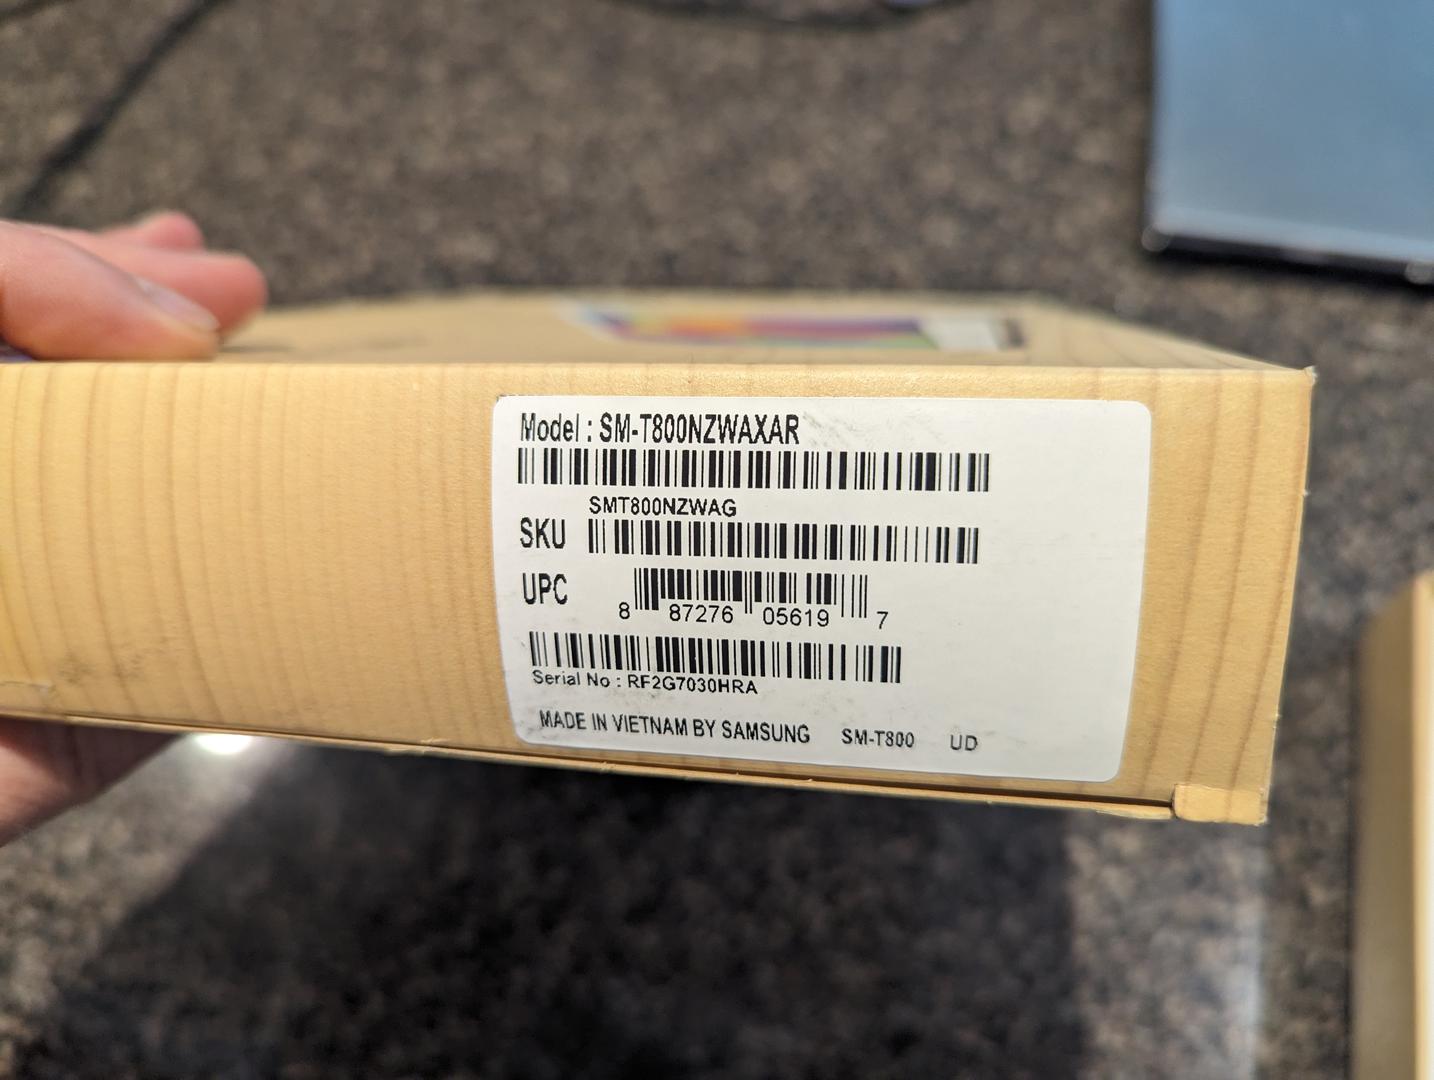 Model : SM-T800NZWAXAR
SMT800NZWAG
SKU
UPC
8 87276 05619 7
Serial No : RF2G7030HRA
MADE IN VIETNAM BY SAMSUNG SM-T800 UD